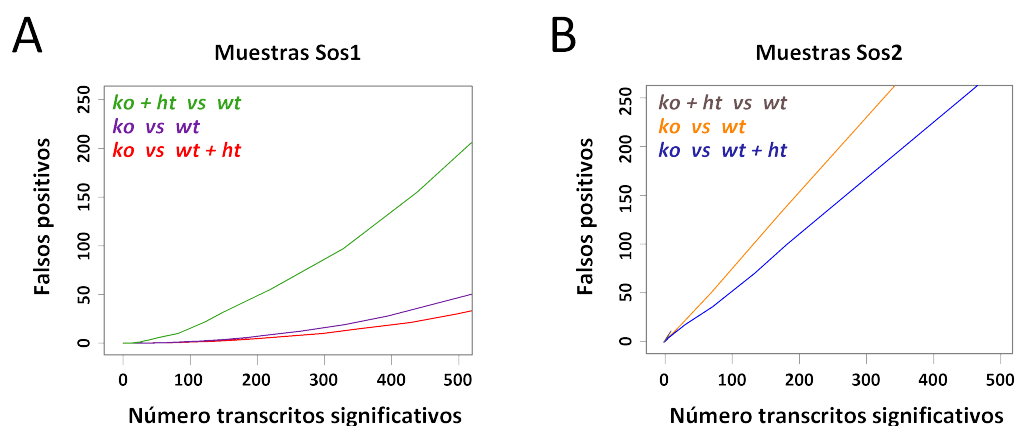 A
Muestras Sos1
ko + ht vs wt
ko vs wt
ko vs wt + ht
Falsos positivos
250
200
150
100
50
0
0 100 200 300 400 500
Número transcritos significativos
B
Muestras Sos2
ko + ht vs wt
ko vs wt
ko vs wt + ht
Falsos positivos
250
200
150
100
50
0
0 100 200 300 400 500
Número transcritos significativos